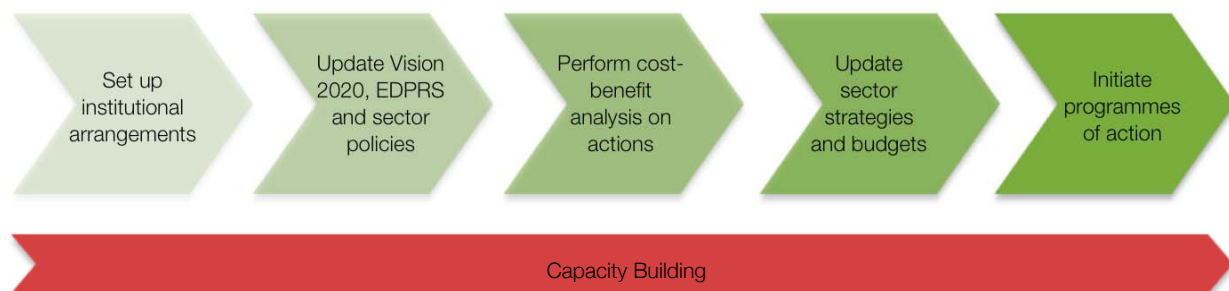 Set up
institutional
arrangements
Update Vision
2020, EDPRS
and sector
policies
Perform cost-
benefit
analysis on
actions
Update
sector
strategies
and budgets
Initiate
programmes
of action
Capacity Building